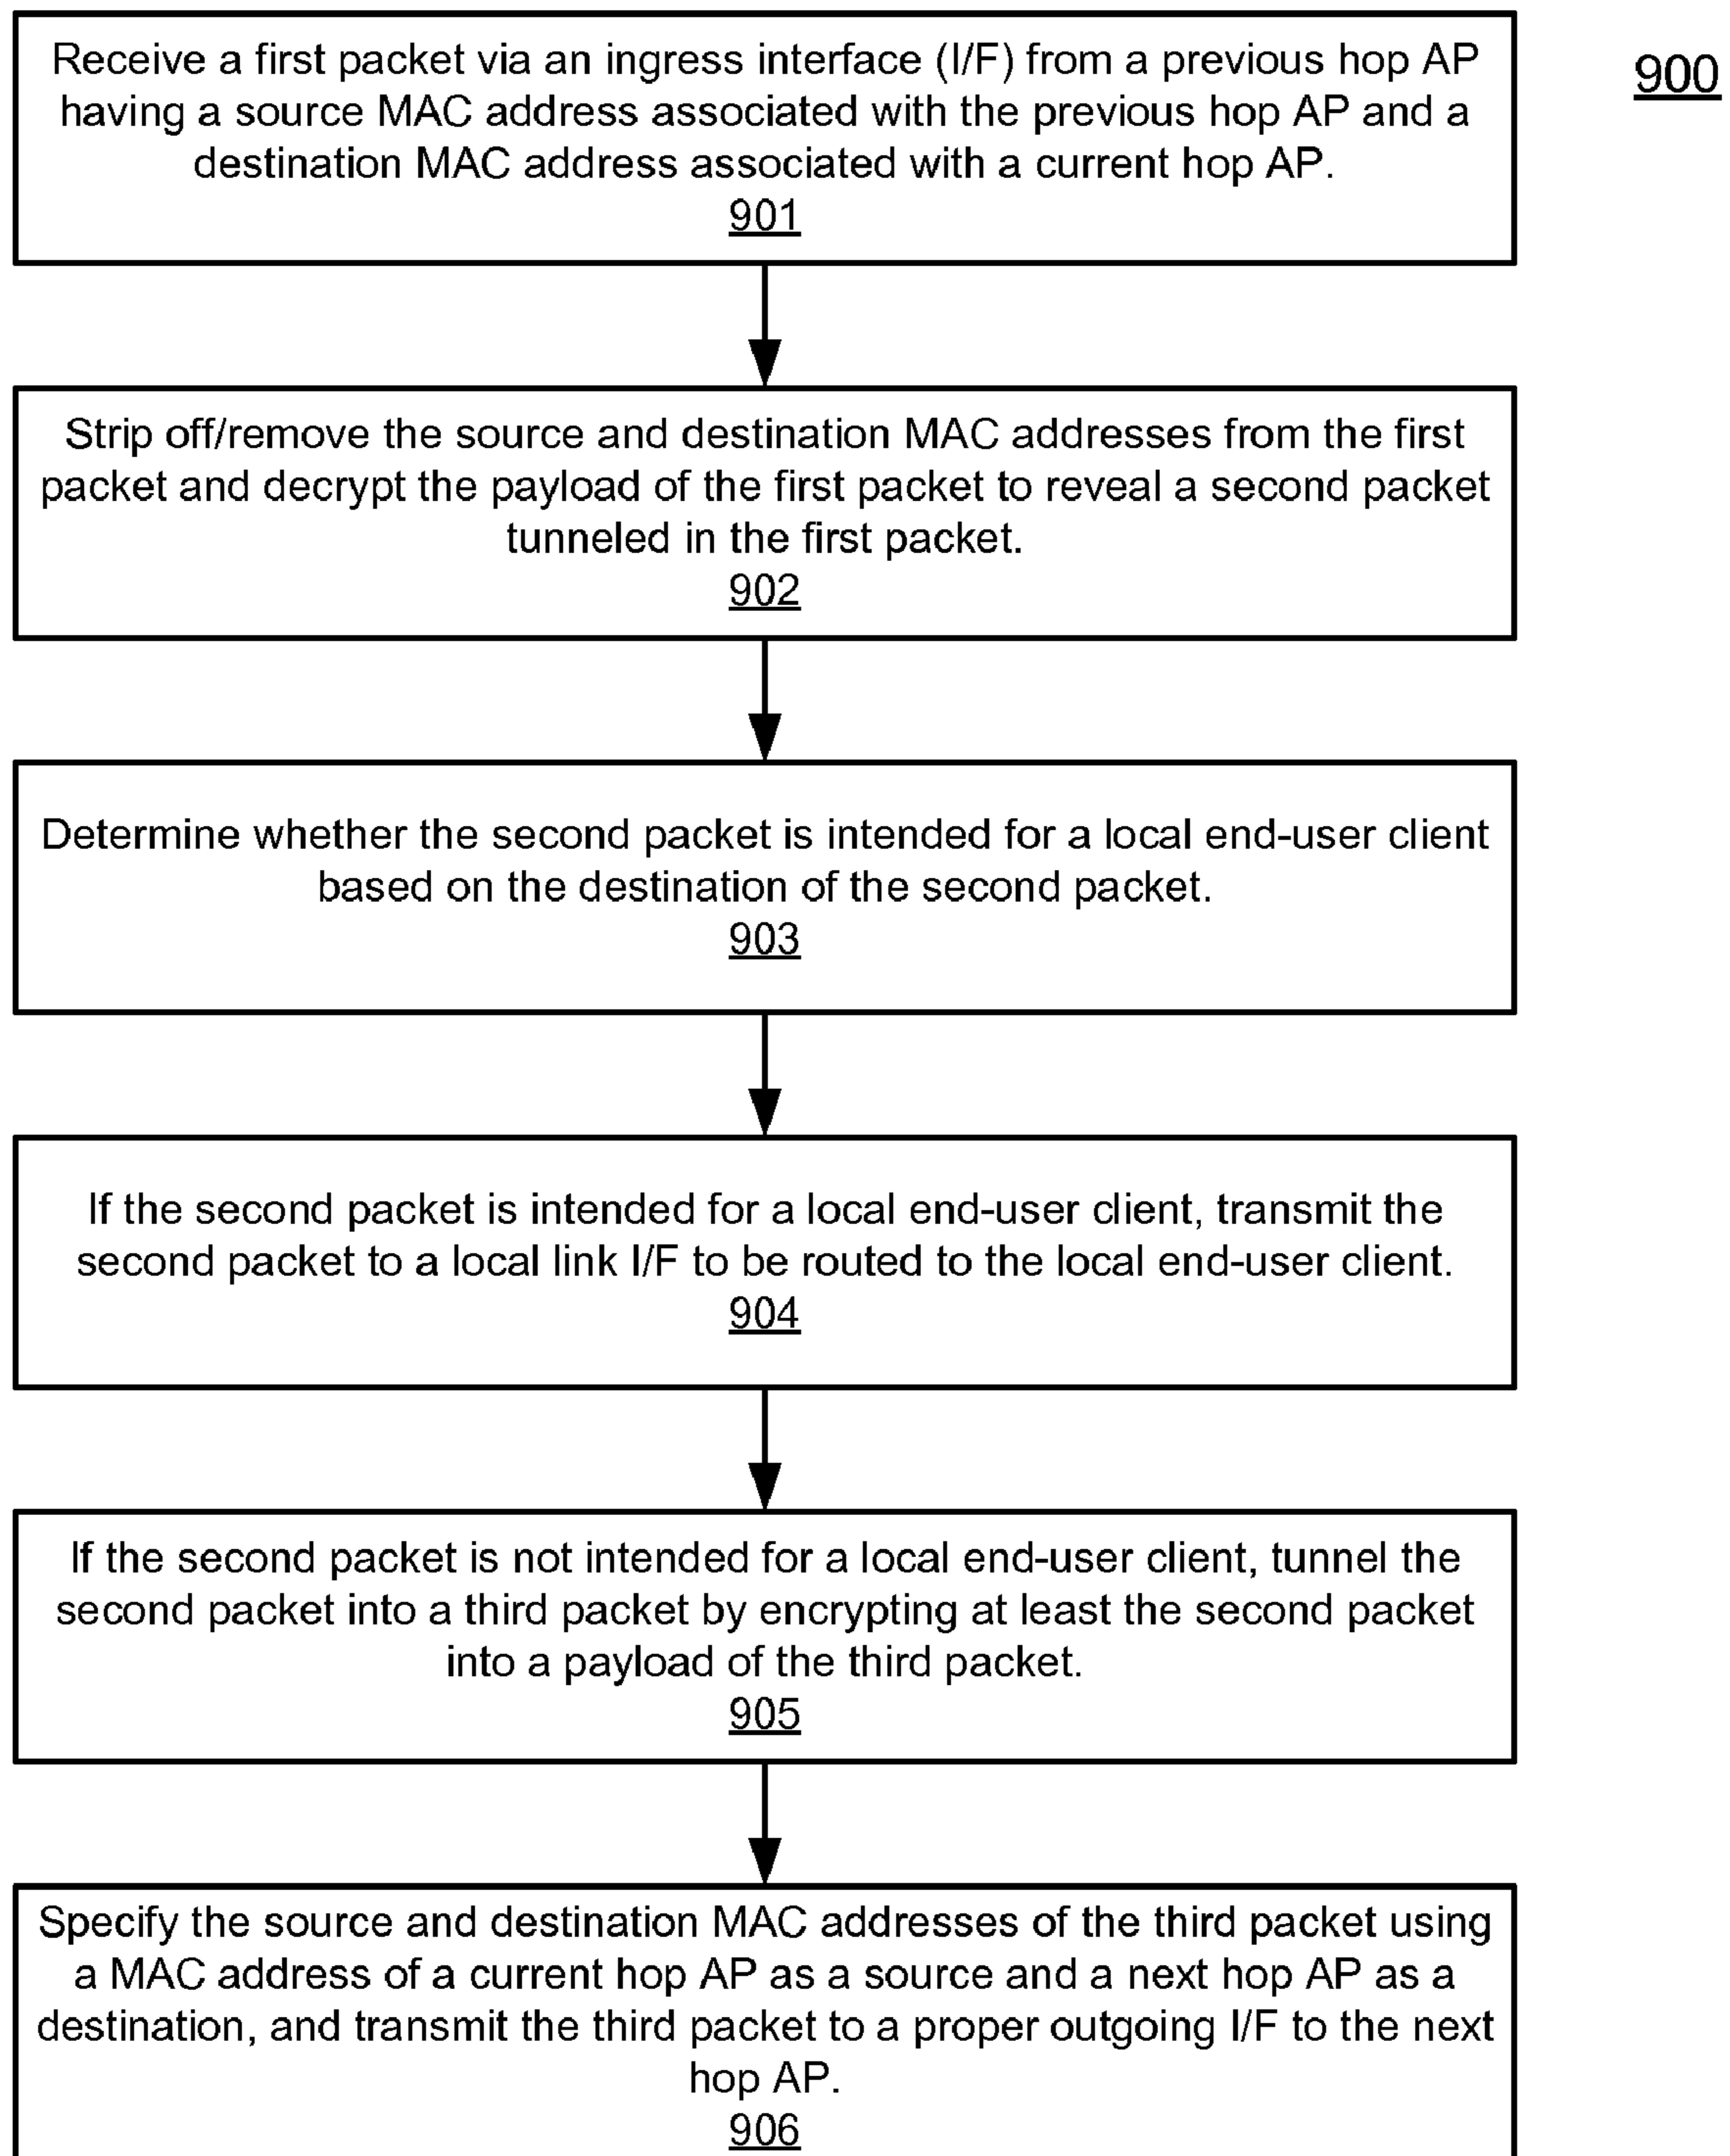 900
Receive a first packet via an ingress interface (I/F) from a previous hop AP
having a source MAC address associated with the previous hop AP and a
destination MAC address associated with a current hop AP.
901
Strip off/remove the source and destination MAC addresses from the first
packet and decrypt the payload of the first packet to reveal a second packet
tunneled in the first packet.
902
Determine whether the second packet is intended for a local end-user client
based on the destination of the second packet.
903
If the second packet is intended for a local end-user client, transmit the
second packet to a local link I/F to be routed to the local end-user client.
904
If the second packet is not intended for a local end-user client, tunnel the
second packet into a third packet by encrypting at least the second packet
into a payload of the third packet.
905
Specify the source and destination MAC addresses of the third packet using
a MAC address of a current hop AP as a source and a next hop AP as a
destination, and transmit the third packet to a proper outgoing I/F to the next
hop AP.
906